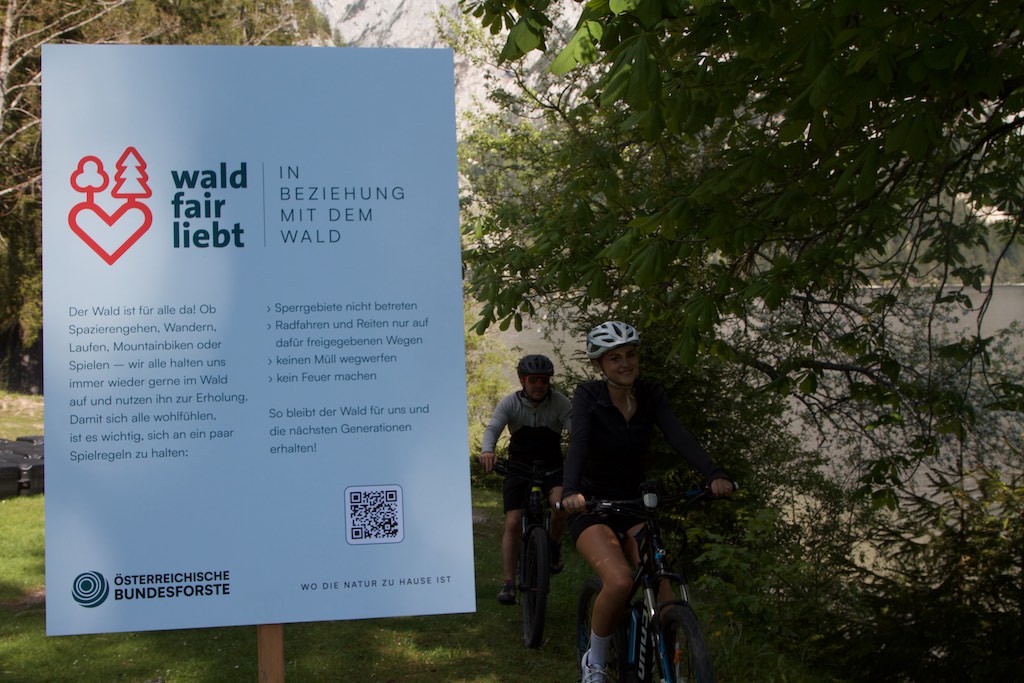 wald
fair
liebt
IN
BEZIEHUNG
MIT DEM
WALD
Der Wald ist für alle da! Ob
Spazierengehen, Wandern,
Laufen, Mountainbiken oder
Spielen — wir alle halten uns
immer wieder gerne im Wald
auf und nutzen ihn zur Erholung.
Damit sich alle wohlfühlen,
ist es wichtig, sich an ein paar
Spielregeln zu halten:
› Sperrgebiete nicht betreten
› Radfahren und Reiten nur auf
dafür freigegebenen Wegen
› keinen Müll wegwerfen
› kein Feuer machen
So bleibt der Wald für uns und
die nächsten Generationen
erhalten!
ÖSTERREICHISCHE
BUNDESFORSTE
WO DIE NATUR ZU HAUSE IST